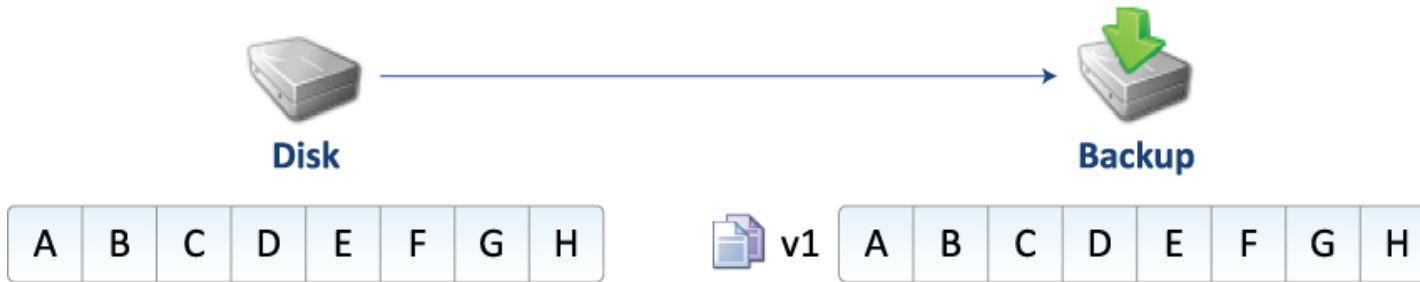 Disk
Backup
A B C D E F G H
v1 A B C D E F G H